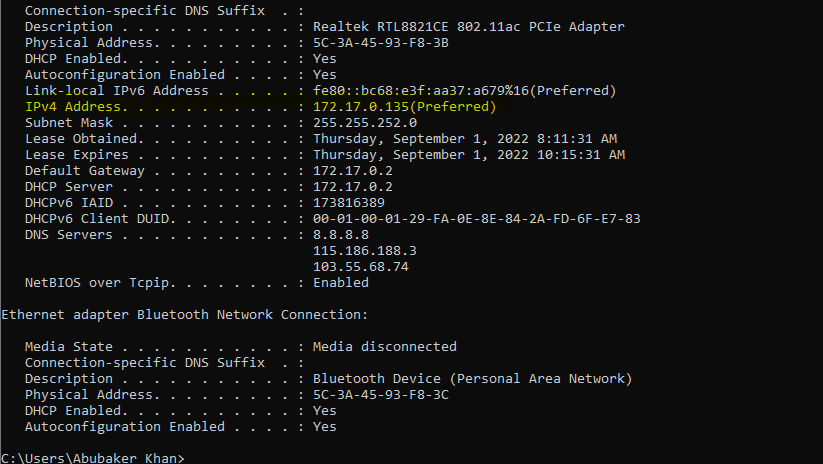 Connection-specific DNS Suffix  . :
Description . . . . . . . . . . . : Realtek RTL8821CE 802.11ac PCIe Adapter
Physical Address. . . . . . . . . : 5C-3A-45-93-F8-3B
DHCP Enabled. . . . . . . . . . . : Yes
Autoconfiguration Enabled . . . . : Yes
Link-local IPv6 Address . . . . . : fe80::bc68:e3f:aa37:a679%16(Preferred)
IPv4 Address. . . . . . . . . . . : 172.17.0.135(Preferred)
Subnet Mask . . . . . . . . . . . : 255.255.252.0
Lease Obtained. . . . . . . . . . : Thursday, September 1, 2022 8:11:31 AM
Lease Expires . . . . . . . . . . : Thursday, September 1, 2022 10:15:31 AM
Default Gateway . . . . . . . . . : 172.17.0.2
DHCP Server . . . . . . . . . . . : 172.17.0.2
DHCPv6 IAID . . . . . . . . . . . : 173816389
DHCPv6 Client DUID. . . . . . . . : 00-01-00-01-29-FA-0E-8E-84-2A-FD-6F-E7-83
DNS Servers . . . . . . . . . . . : 8.8.8.8
115.186.188.3
103.55.68.74
NetBIOS over Tcpip. . . . . . . . : Enabled
Ethernet adapter Bluetooth Network Connection:
Media State . . . . . . . . . . . : Media disconnected
Connection-specific DNS Suffix  . :
Description . . . . . . . . . . . : Bluetooth Device (Personal Area Network)
Physical Address. . . . . . . . . : 5C-3A-45-93-F8-3C
DHCP Enabled. . . . . . . . . . . : Yes
Autoconfiguration Enabled . . . . : Yes
C:\Users\Abubaker Khan>